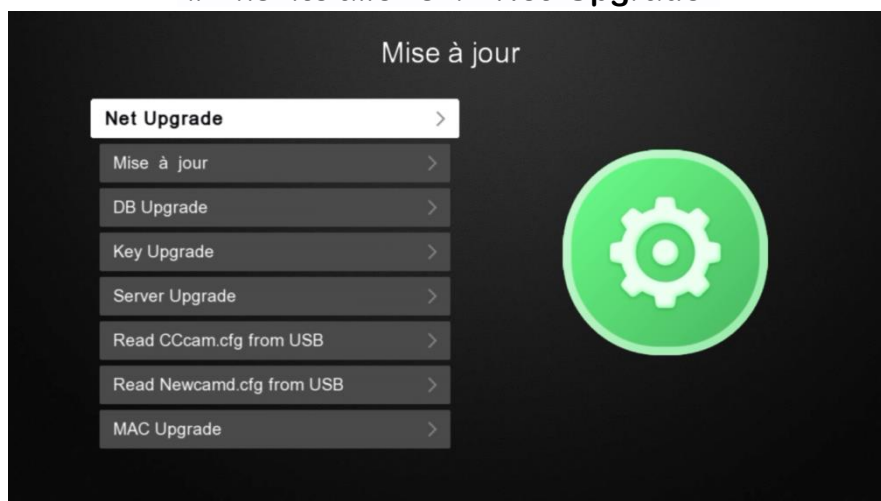 Mise à jour
Net Upgrade
Mise à jour
DB Upgrade
Key Upgrade
Server Upgrade
Read CCcam.cfg from USB
Read Newcamd.cfg from USB
MAC Upgrade